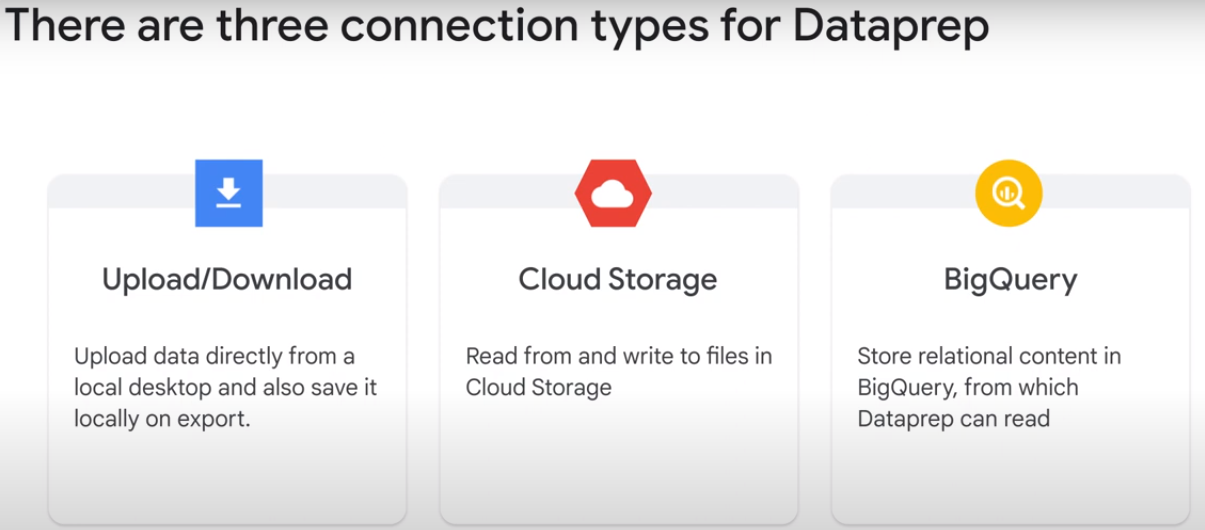 There are three connection types for Dataprep
Upload/Download
Upload data directly from a
local desktop and also save it
locally on export.
Cloud Storage
Read from and write to files in
Cloud Storage
BigQuery
Store relational content in
BigQuery, from which
Dataprep can read